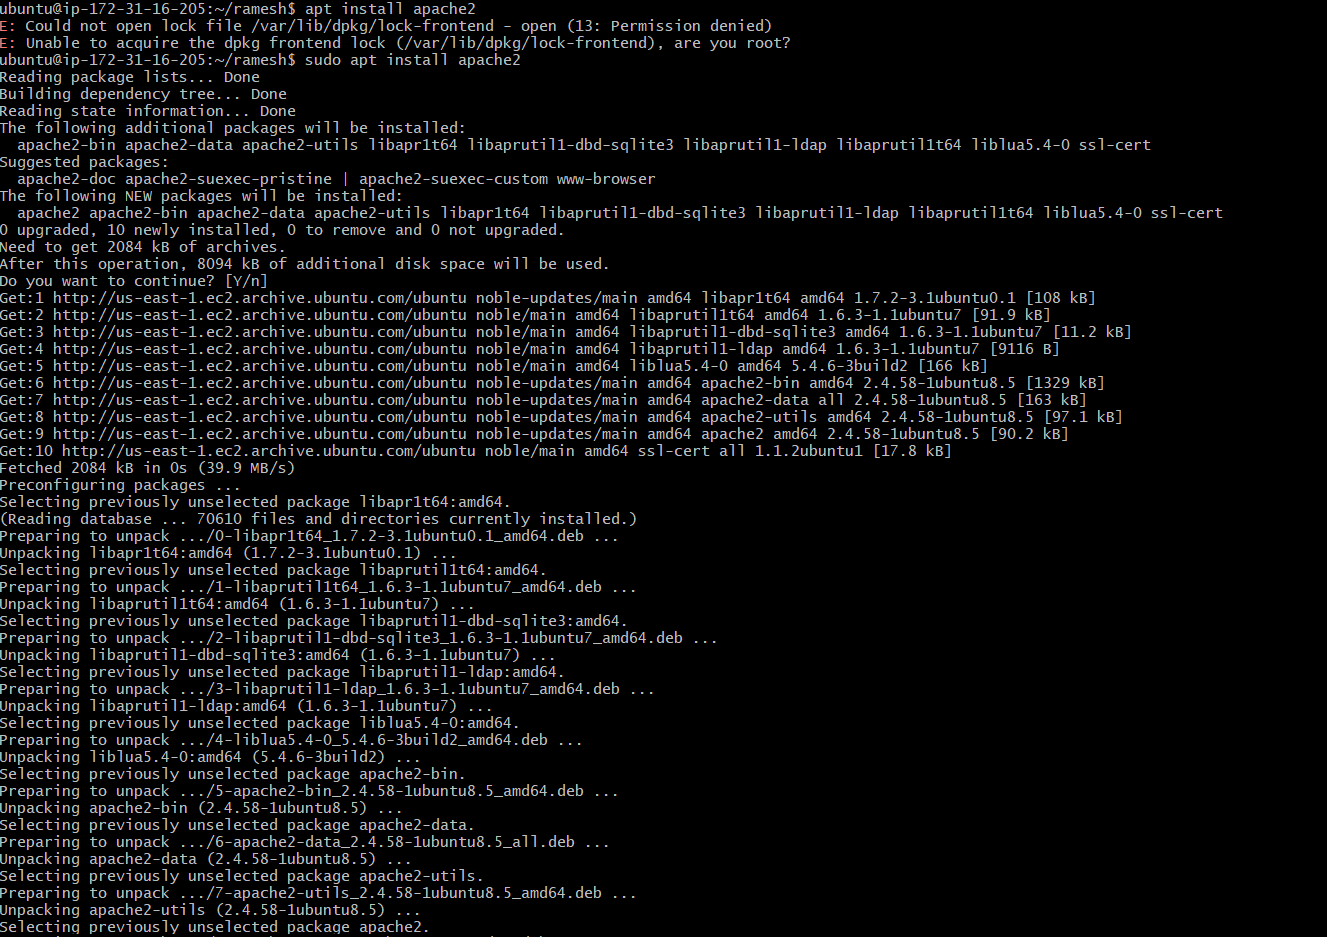 ubuntu@ip-172-31-16-205:~/ramesh$ apt install apache2
E: Could not open lock file /var/lib/dpkg/lock-frontend - open (13: Permission denied)
E: Unable to acquire the dpkg frontend lock (/var/lib/dpkg/lock-frontend), are you root?
ubuntu@ip-172-31-16-205:~/ramesh$ sudo apt install apache2
Reading package lists... Done
Building dependency tree... Done
Reading state information... Done
The following additional packages will be installed:
  apache2-bin apache2-data apache2-utils libapr1t64 libaprutil1-dbd-sqlite3 libaprutil1-ldap libaprutil1t64 liblua5.4-0 ssl-cert
Suggested packages:
  apache2-doc apache2-suexec-pristine | apache2-suexec-custom www-browser
The following NEW packages will be installed:
  apache2 apache2-bin apache2-data apache2-utils libapr1t64 libaprutil1-dbd-sqlite3 libaprutil1-ldap libaprutil1t64 liblua5.4-0 ssl-cert
0 upgraded, 10 newly installed, 0 to remove and 0 not upgraded.
Need to get 2084 kB of archives.
After this operation, 8094 kB of additional disk space will be used.
Do you want to continue? [Y/n]
Get:1 http://us-east-1.ec2.archive.ubuntu.com/ubuntu noble-updates/main amd64 libapr1t64 amd64 1.7.2-3.1ubuntu0.1 [108 kB]
Get:2 http://us-east-1.ec2.archive.ubuntu.com/ubuntu noble/main amd64 libaprutil1t64 amd64 1.6.3-1.1ubuntu7 [91.9 kB]
Get:3 http://us-east-1.ec2.archive.ubuntu.com/ubuntu noble/main amd64 libaprutil1-dbd-sqlite3 amd64 1.6.3-1.1ubuntu7 [11.2 kB]
Get:4 http://us-east-1.ec2.archive.ubuntu.com/ubuntu noble/main amd64 libaprutil1-ldap amd64 1.6.3-1.1ubuntu7 [9116 B]
Get:5 http://us-east-1.ec2.archive.ubuntu.com/ubuntu noble/main amd64 liblua5.4-0 amd64 5.4.6-3build2 [166 kB]
Get:6 http://us-east-1.ec2.archive.ubuntu.com/ubuntu noble-updates/main amd64 apache2-bin amd64 2.4.58-1ubuntu8.5 [1329 kB]
Get:7 http://us-east-1.ec2.archive.ubuntu.com/ubuntu noble-updates/main amd64 apache2-data all 2.4.58-1ubuntu8.5 [163 kB]
Get:8 http://us-east-1.ec2.archive.ubuntu.com/ubuntu noble-updates/main amd64 apache2-utils amd64 2.4.58-1ubuntu8.5 [97.1 kB]
Get:9 http://us-east-1.ec2.archive.ubuntu.com/ubuntu noble-updates/main amd64 apache2 amd64 2.4.58-1ubuntu8.5 [90.2 kB]
Get:10 http://us-east-1.ec2.archive.ubuntu.com/ubuntu noble/main amd64 ssl-cert all 1.1.2ubuntu1 [17.8 kB]
Fetched 2084 kB in 0s (39.9 MB/s)
Preconfiguring packages ...
Selecting previously unselected package libapr1t64:amd64.
(Reading database ... 70610 files and directories currently installed.)
Preparing to unpack .../0-libapr1t64_1.7.2-3.1ubuntu0.1_amd64.deb ...
Unpacking libapr1t64:amd64 (1.7.2-3.1ubuntu0.1) ...
Selecting previously unselected package libaprutil1t64:amd64.
Preparing to unpack .../1-libaprutil1t64_1.6.3-1.1ubuntu7_amd64.deb ...
Unpacking libaprutil1t64:amd64 (1.6.3-1.1ubuntu7) ...
Selecting previously unselected package libaprutil1-dbd-sqlite3:amd64.
Preparing to unpack .../2-libaprutil1-dbd-sqlite3_1.6.3-1.1ubuntu7_amd64.deb ...
Unpacking libaprutil1-dbd-sqlite3:amd64 (1.6.3-1.1ubuntu7) ...
Selecting previously unselected package libaprutil1-ldap:amd64.
Preparing to unpack .../3-libaprutil1-ldap_1.6.3-1.1ubuntu7_amd64.deb ...
Unpacking libaprutil1-ldap:amd64 (1.6.3-1.1ubuntu7) ...
Selecting previously unselected package liblua5.4-0:amd64.
Preparing to unpack .../4-liblua5.4-0_5.4.6-3build2_amd64.deb ...
Unpacking liblua5.4-0:amd64 (5.4.6-3build2) ...
Selecting previously unselected package apache2-bin.
Preparing to unpack .../5-apache2-bin_2.4.58-1ubuntu8.5_amd64.deb ...
Unpacking apache2-bin (2.4.58-1ubuntu8.5) ...
Selecting previously unselected package apache2-data.
Preparing to unpack .../6-apache2-data_2.4.58-1ubuntu8.5_all.deb ...
Unpacking apache2-data (2.4.58-1ubuntu8.5) ...
Selecting previously unselected package apache2-utils.
Preparing to unpack .../7-apache2-utils_2.4.58-1ubuntu8.5_amd64.deb ...
Unpacking apache2-utils (2.4.58-1ubuntu8.5) ...
Selecting previously unselected package apache2.